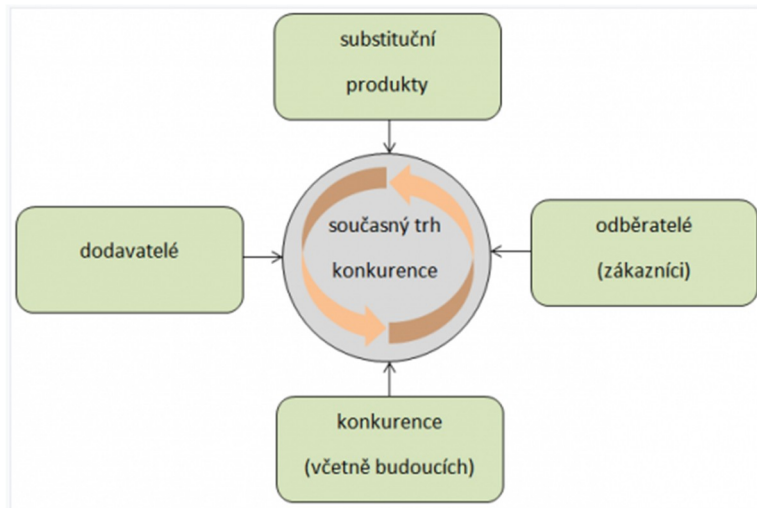 substituční
produkty
dodavatelé
současný trh
konkurence
odběratelé
(zákazníci)
konkurence
(včetně budoucích)